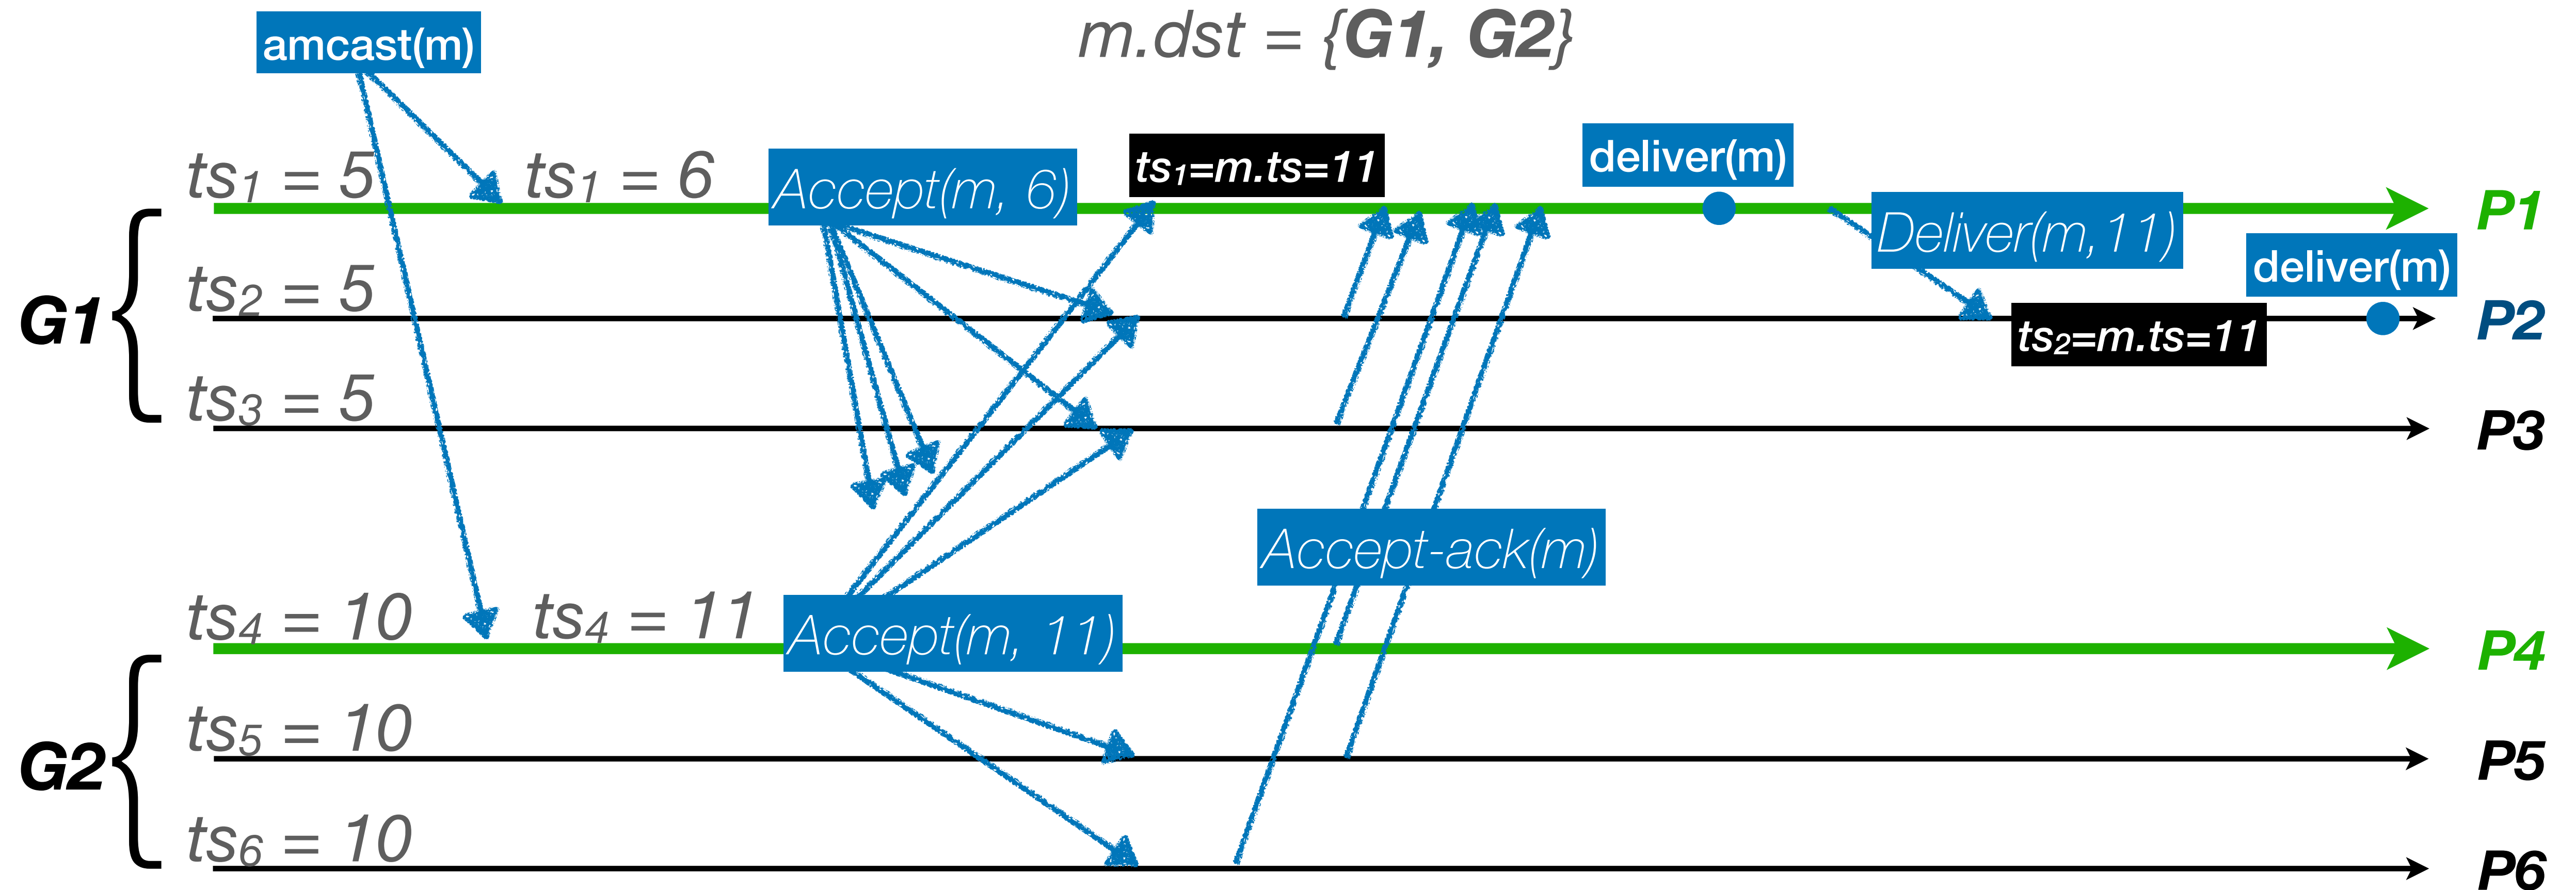 amcast(m)
m.dst = {G1, G2}
ts₁ = 5
ts₁ = 6
Accept(m, 6)
ts₁=m.ts=11
deliver(m)
Deliver(m,11)
P1
G1
ts₂ = 5
deliver(m)
ts₂=m.ts=11
P2
ts₃ = 5
P3
Accept-ack(m)
ts₄ = 10
ts₄ = 11
Accept(m, 11)
P4
G2
ts₅ = 10
P5
ts₆ = 10
P6